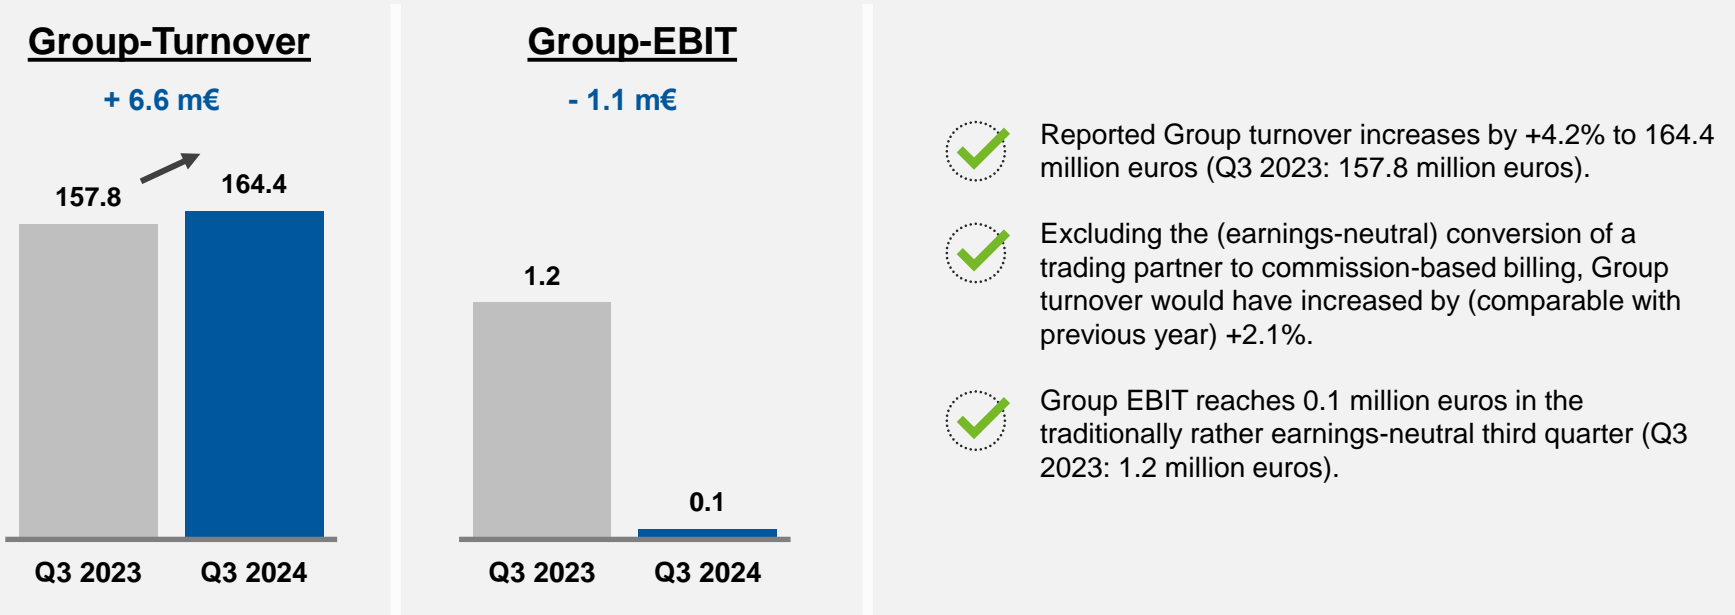 Group-Turnover
+ 6.6 m€
157.8
164.4
Q3 2023
Q3 2024
Group-EBIT
- 1.1 m€
1.2
0.1
Q3 2023
Q3 2024
Reported Group turnover increases by +4.2% to 164.4
million euros (Q3 2023: 157.8 million euros).
Excluding the (earnings-neutral) conversion of a
trading partner to commission-based billing, Group
turnover would have increased by (comparable with
previous year) +2.1%.
Group EBIT reaches 0.1 million euros in the
traditionally rather earnings-neutral third quarter (Q3
2023: 1.2 million euros).